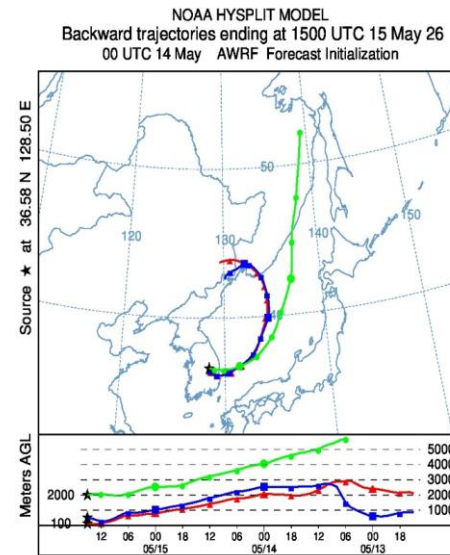 NOAA HYSPLIT MODEL
Backward trajectories ending at 1500 UTC 15 May 26
00 UTC 14 May AWRF Forecast Initialization
Source ★ at 36.58 N 128.50 E
50
150
120
130
140
40
Meters AGL
5000
4000
3000
2000 2000
1000
100 100
12 06 00 18 12 06 00 18 12 06 00 18
05/15 05/14 05/13